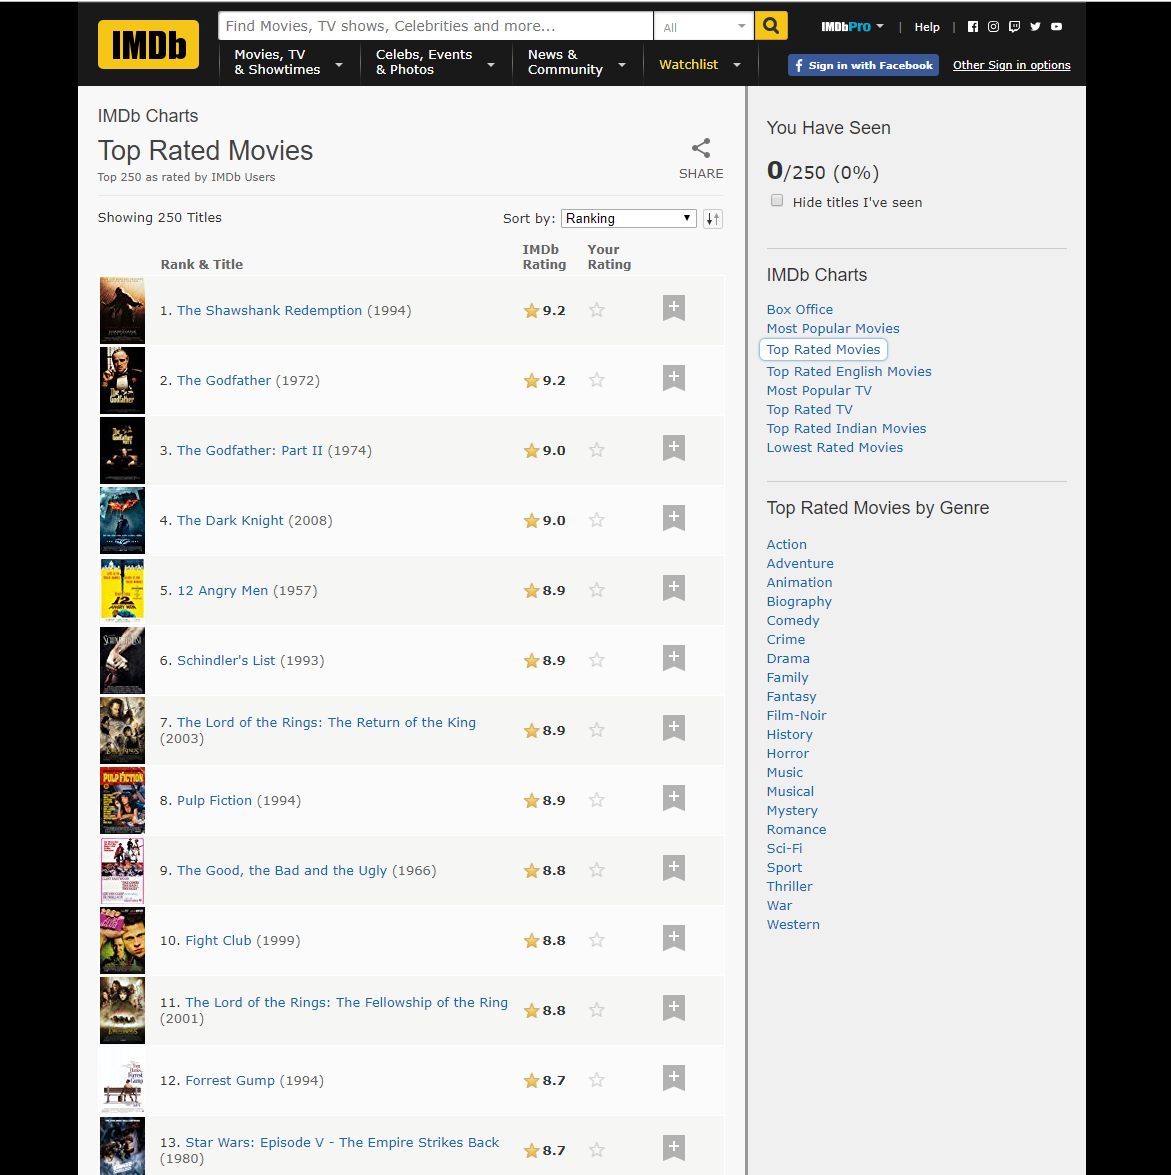 IMDb
Find Movies, TV shows, Celebrities and more...
All
IMDbPro
|
Help
|
Movies, TV
& Showtimes
Celebs, Events
& Photos
News &
Community
Watchlist
f Sign in with Facebook
Other Sign in options
IMDb Charts
Top Rated Movies
Top 250 as rated by IMDb Users
SHARE
Showing 250 Titles
Sort by: Ranking
Rank & Title
IMDb
Rating
Your
Rating
1. The Shawshank Redemption (1994)
9.2
2. The Godfather (1972)
9.2
The
Godfather
3. The Godfather: Part II (1974)
9.0
4. The Dark Knight (2008)
9.0
5. 12 Angry Men (1957)
8.9
12
ANGRY MEN
6. Schindler's List (1993)
8.9
7. The Lord of the Rings: The Return of the King
(2003)
8.9
8. Pulp Fiction (1994)
8.9
PULP FICTION
9. The Good, the Bad and the Ugly (1966)
8.8
10. Fight Club (1999)
8.8
11. The Lord of the Rings: The Fellowship of the Ring
(2001)
8.8
12. Forrest Gump (1994)
8.7
13. Star Wars: Episode V - The Empire Strikes Back
(1980)
8.7
You Have Seen
0/250 (0%)
Hide titles I've seen
IMDb Charts
Box Office
Most Popular Movies
Top Rated Movies
Top Rated English Movies
Most Popular TV
Top Rated TV
Top Rated Indian Movies
Lowest Rated Movies
Top Rated Movies by Genre
Action
Adventure
Animation
Biography
Comedy
Crime
Drama
Family
Fantasy
Film-Noir
History
Horror
Music
Musical
Mystery
Romance
Sci-Fi
Sport
Thriller
War
Western